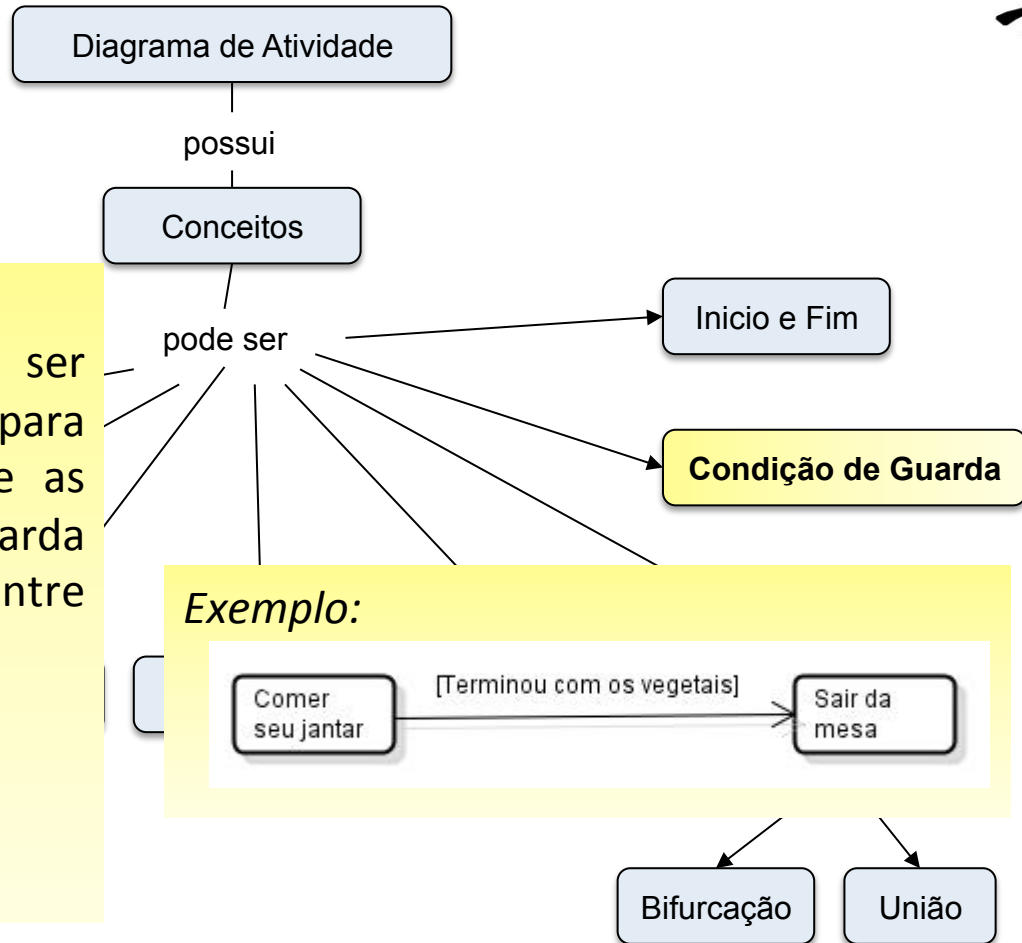 Diagrama de Atividade
possui
Conceitos
pode ser
Inicio e Fim
Condição de Guarda
ser
para
e as
arda
ntre
Exemplo:
Comer
seu jantar
[Terminou com os vegetais]
Sair da
mesa
Bifurcação
União